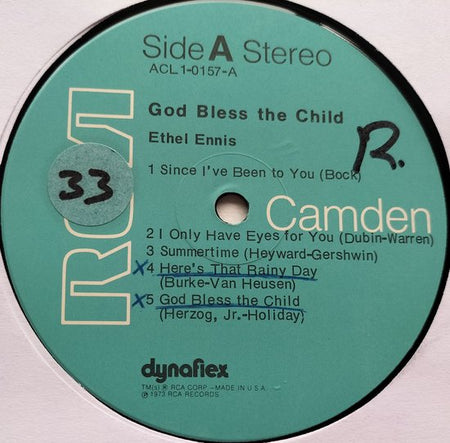 Side A Stereo
ACL1-0157-A
God Bless the Child
Ethel Ennis
R.
1 Since I've Been to You (Bock)
RCA
33
Camden
2 I Only Have Eyes for You (Dubin-Warren)
3 Summertime (Heyward-Gershwin)
x4 Here's That Rainy Day
(Burke-Van Heusen)
x5 God Bless the Child
(Herzog, Jr.-Holiday)
dynaflex
TM(s) ® RCA CORP.-MADE IN U.S.A.
℗ 1973 RCA RECORDS